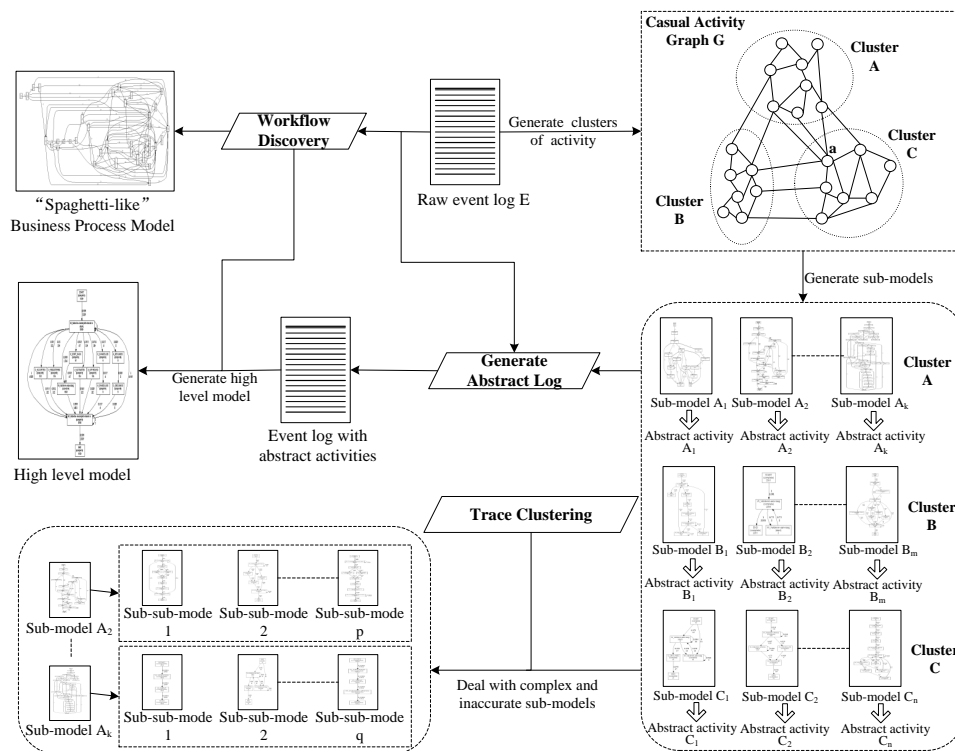 Casual Activity
Graph G
Cluster
A
Cluster
C
a
Cluster
B
Workflow
Discovery
Generate clusters
of activity
Raw event log E
“Spaghetti-like”
Business Process Model
Generate sub-models
Generate
Abstract Log
Generate high
level model
Event log with
abstract activities
High level model
Cluster
A
Sub-model A1
Sub-model A2
Sub-model Ak
Abstract activity
A1
Abstract activity
A2
Abstract activity
Ak
Cluster
B
Sub-model B1
Sub-model B2
Sub-model Bm
Abstract activity
B1
Abstract activity
B2
Abstract activity
Bm
Cluster
C
Sub-model C1
Sub-model C2
Sub-model Cn
Abstract activity
C1
Abstract activity
C2
Abstract activity
Cn
Trace Clustering
Deal with complex and
inaccurate sub-models
Sub-model A2
Sub-sub-mode
1
Sub-sub-mode
2
Sub-sub-mode
p
Sub-model Ak
Sub-sub-mode
1
Sub-sub-mode
2
Sub-sub-mode
q